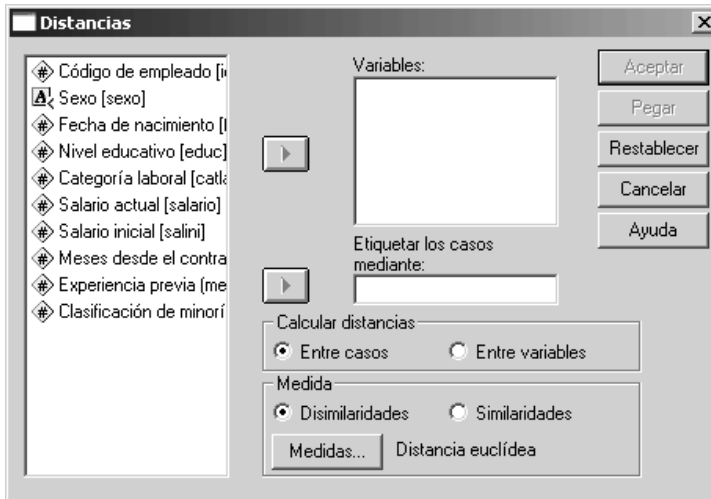 Distancias
Código de empleado [i
Sexo [sexo]
Fecha de nacimiento [
Nivel educativo [educ]
Categoría laboral [catla
Salario actual [salario]
Salario inicial [salini]
Meses desde el contra
Experiencia previa (me
Clasificación de minorí
Variables:
Etiquetar los casos
mediante:
Calcular distancias
Entre casos
Entre variables
Medida
Disimilaridades
Similaridades
Medidas...
Distancia euclídea
Aceptar
Pegar
Restablecer
Cancelar
Ayuda